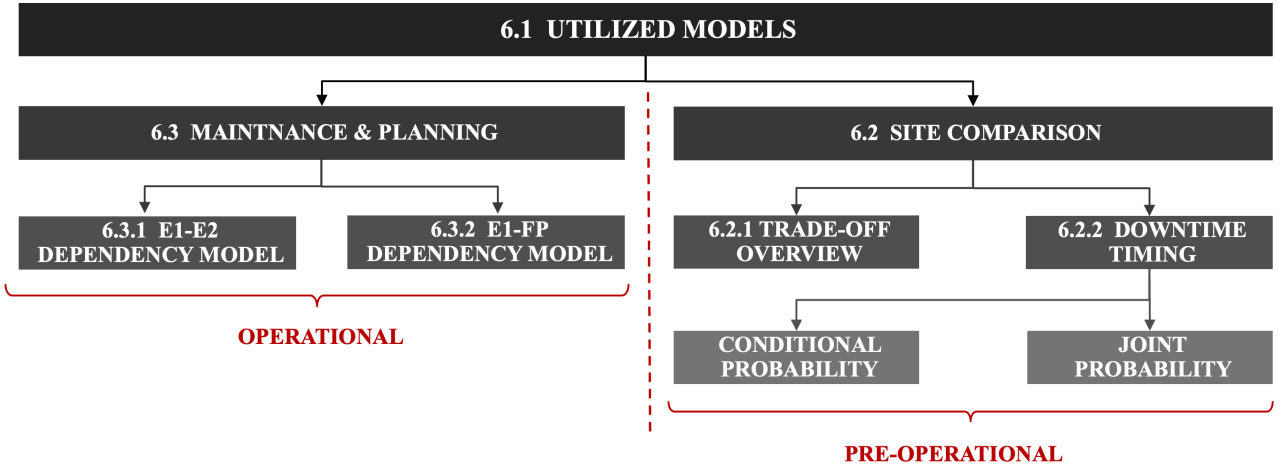 6.1 UTILIZED MODELS
6.3 MAINTNANCE & PLANNING
6.2 SITE COMPARISON
6.3.1 E1-E2
DEPENDENCY MODEL
6.3.2 E1-FP
DEPENDENCY MODEL
6.2.1 TRADE-OFF
OVERVIEW
6.2.2 DOWNTIME
TIMING
OPERATIONAL
CONDITIONAL
PROBABILITY
JOINT
PROBABILITY
PRE-OPERATIONAL